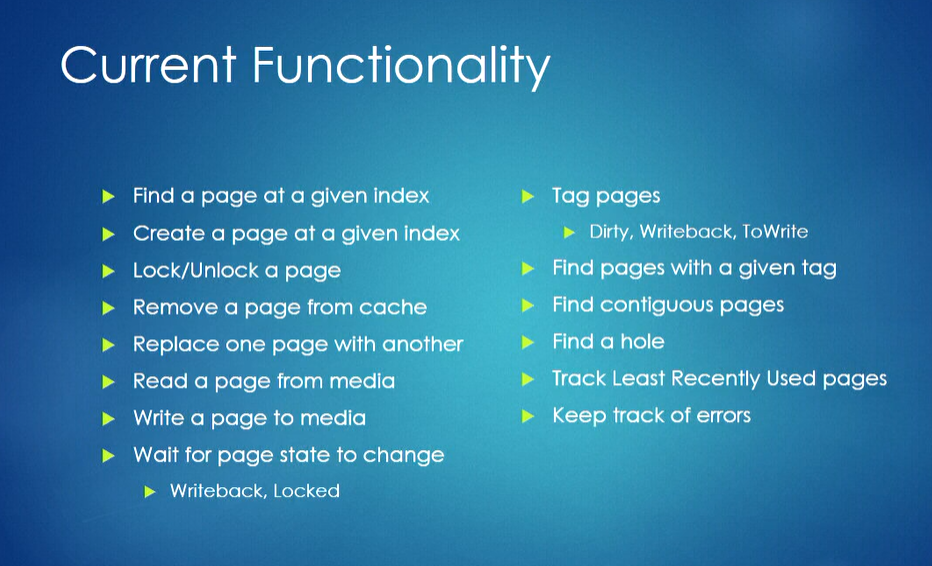 Current Functionality
Find a page at a given index
Create a page at a given index
Lock/Unlock a page
Remove a page from cache
Replace one page with another
Read a page from media
Write a page to media
Wait for page state to change
Writeback, Locked
Tag pages
Dirty, Writeback, ToWrite
Find pages with a given tag
Find contiguous pages
Find a hole
Track Least Recently Used pages
Keep track of errors